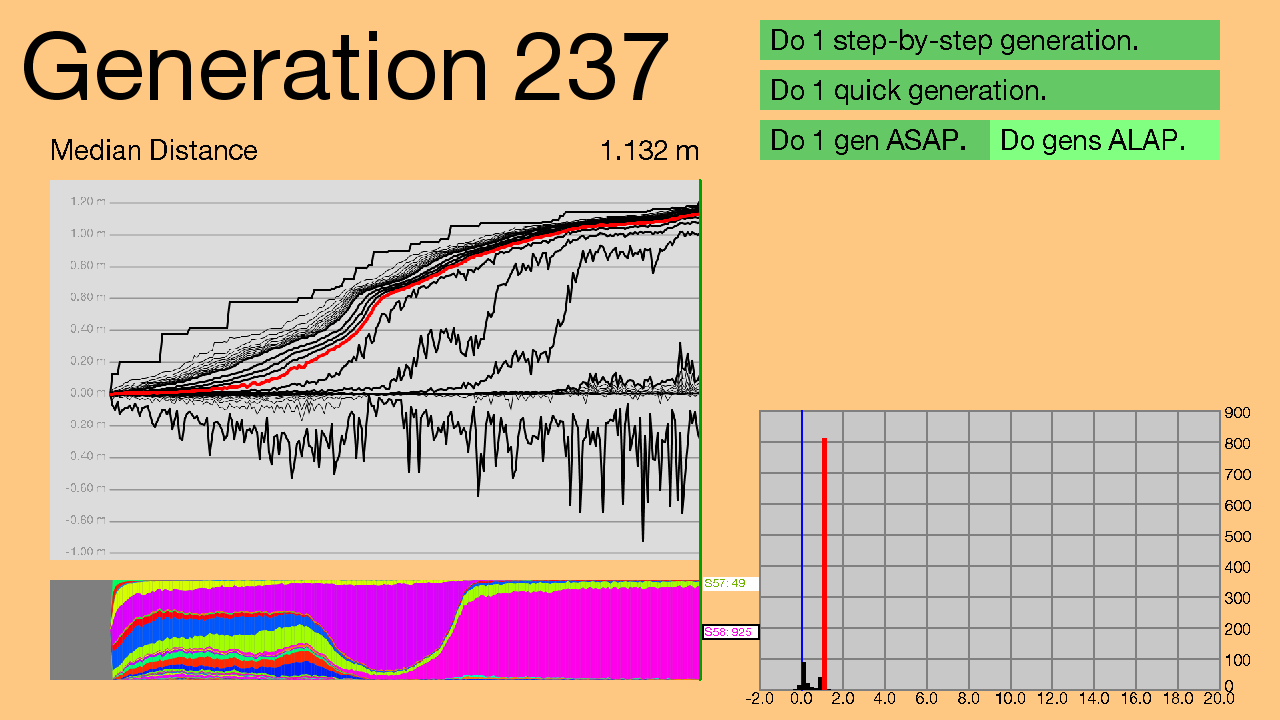 Generation 237
Do 1 step-by-step generation.
Do 1 quick generation.
Do 1 gen ASAP. Do gens ALAP.
Median Distance 1.132 m
1.20 m
1.00 m
0.80 m
0.60 m
0.40 m
0.20 m
0.00 m
-0.20 m
-0.40 m
-0.60 m
-0.80 m
-1.00 m
S57: 49
S58: 925
900
800
700
600
500
400
300
200
100
0
-2.0 0.0 2.0 4.0 6.0 8.0 10.0 12.0 14.0 16.0 18.0 20.0